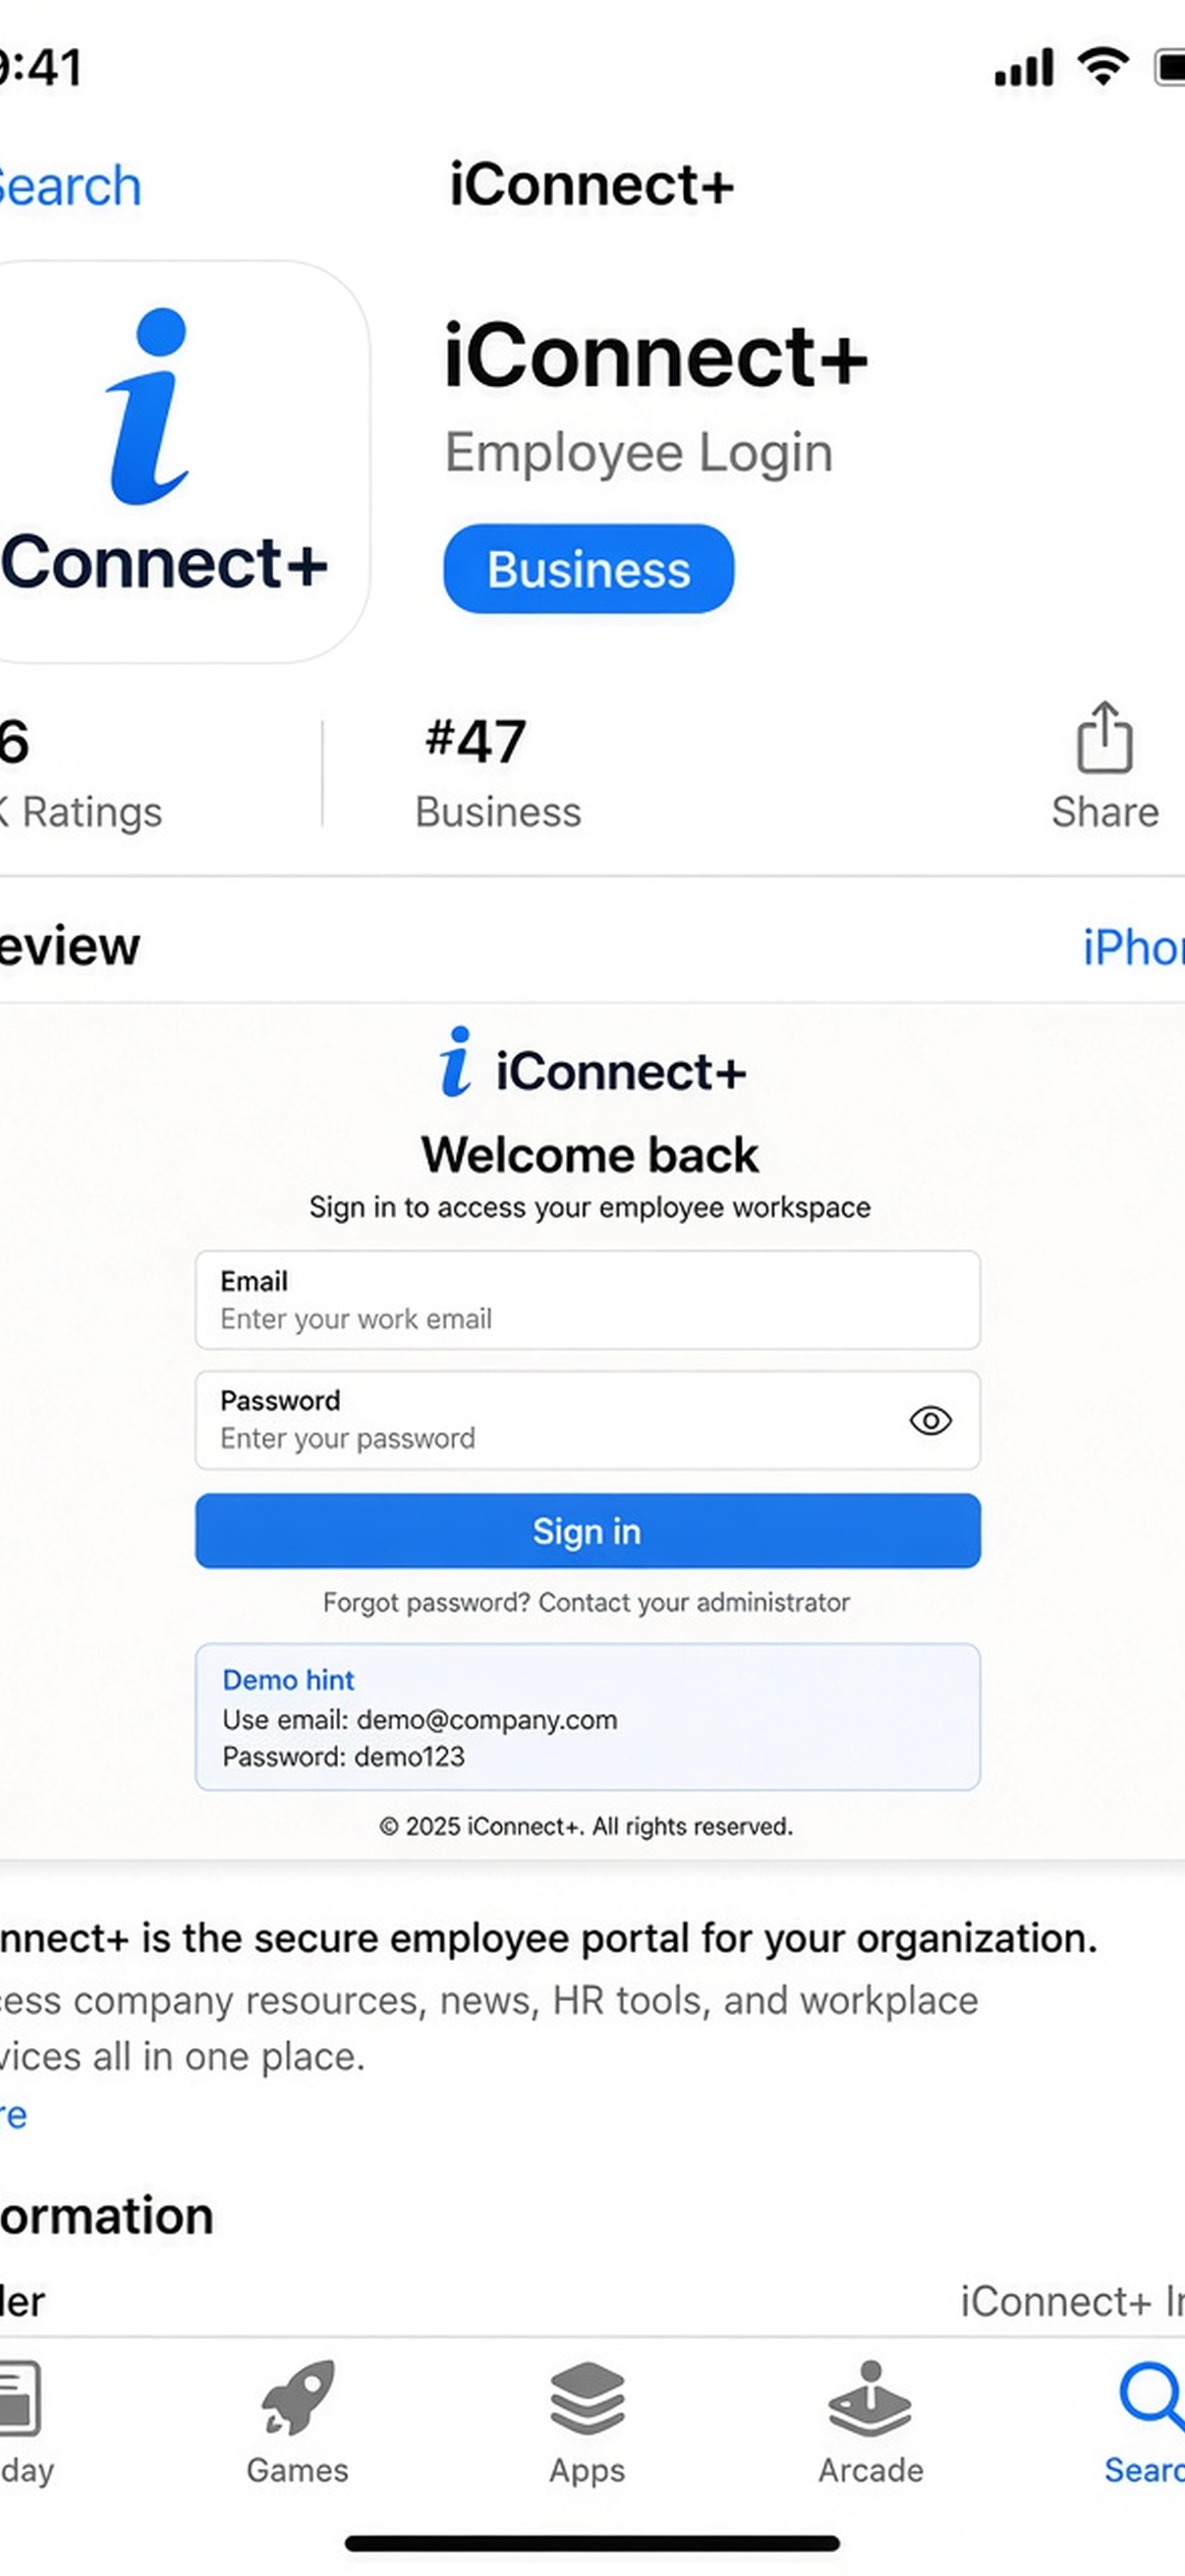 9:41
Search
iConnect+
iConnect+
iConnect+
Employee Login
Business
6
K Ratings
#47
Business
Share
eview
iPhon
i iConnect+
Welcome back
Sign in to access your employee workspace
Email
Enter your work email
Password
Enter your password
Sign in
Forgot password? Contact your administrator
Demo hint
Use email: demo@company.com
Password: demo123
© 2025 iConnect+. All rights reserved.
nnect+ is the secure employee portal for your organization.
cess company resources, news, HR tools, and workplace
vices all in one place.
re
ormation
ler
iConnect+ In
day
Games
Apps
Arcade
Search